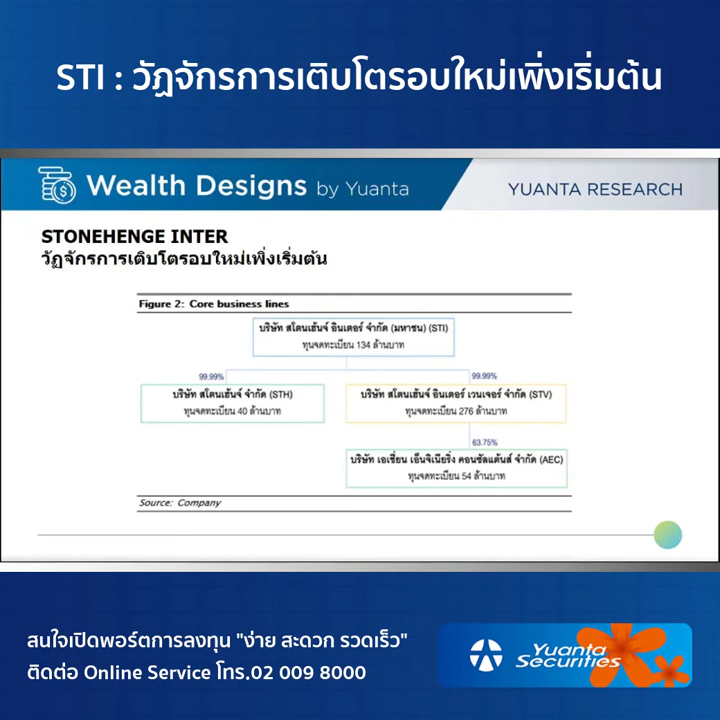 STI : วัฏจักรการเติบโตรอบใหม่เพิ่งเริ่มต้น
Wealth Designs by Yuanta
YUANTA RESEARCH
STONEHENGE INTER
วัฏจักรการเติบโตรอบใหม่เพิ่งเริ่มต้น
Figure 2: Core business lines
บริษัท สโตนเฮ้นจ์ อินเตอร์ จำกัด (มหาชน) (STI)
ทุนจดทะเบียน 134 ล้านบาท
99.99%
99.99%
บริษัท สโตนเฮ้นจ์ จำกัด (STH)
ทุนจดทะเบียน 40 ล้านบาท
บริษัท สโตนเฮ้นจ์ อินเตอร์ เวนเจอร์ จำกัด (STV)
ทุนจดทะเบียน 276 ล้านบาท
63.75%
บริษัท เอเชี่ยน เอ็นจิเนียริ่ง คอนซัลแต้นส์ จำกัด (AEC)
ทุนจดทะเบียน 54 ล้านบาท
Source: Company
สนใจเปิดพอร์ตการลงทุน "ง่าย สะดวก รวดเร็ว"
ติดต่อ Online Service โทร.02 009 8000
Yuanta
Securities